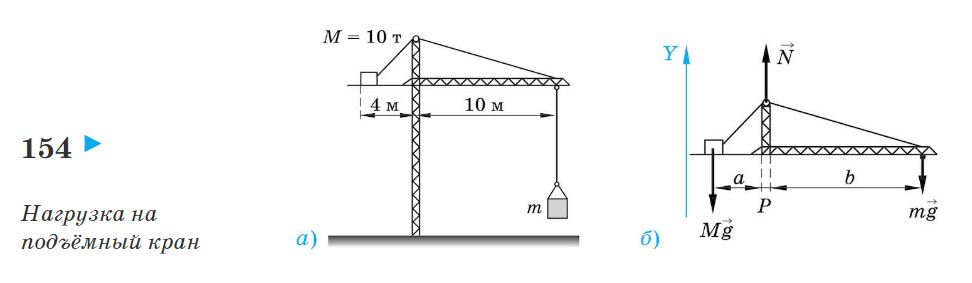 154
Нагрузка на
подъёмный кран
M = 10 т
4 м
10 м
m
а)
Y
N⃗
a
b
P
Mg⃗
mg⃗
б)